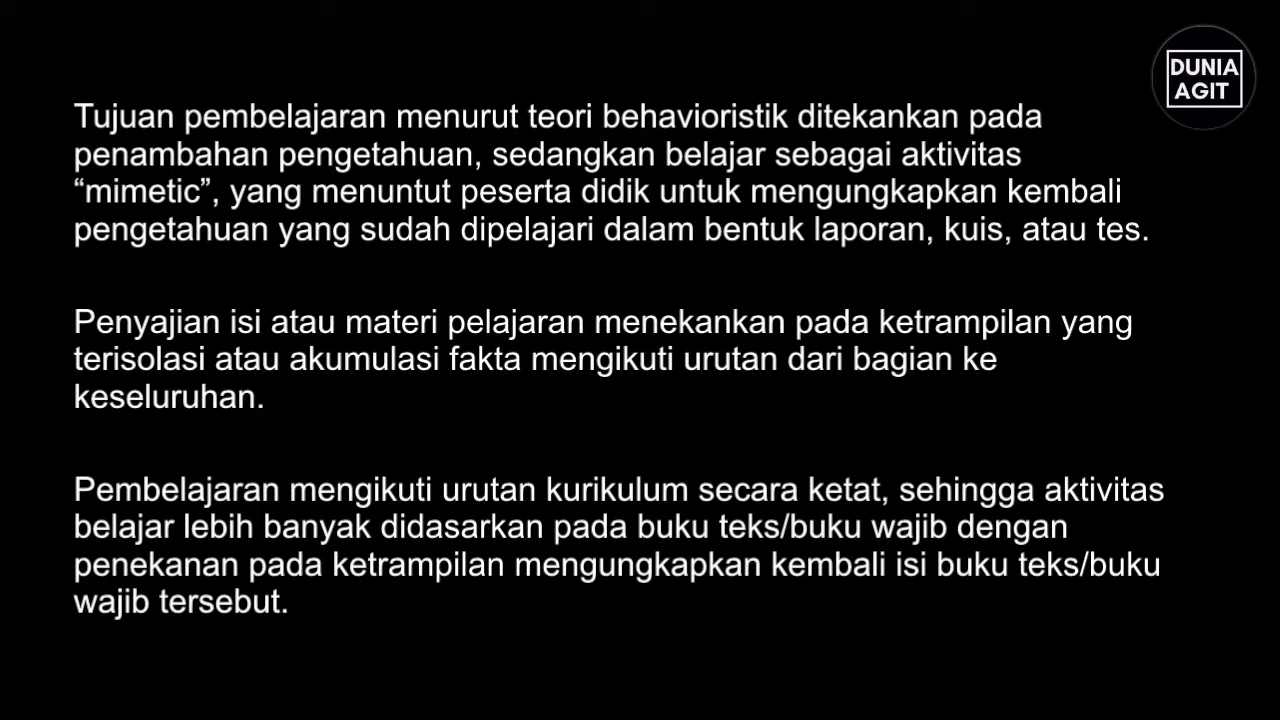 DUNIA
AGIT
Tujuan pembelajaran menurut teori behavioristik ditekankan pada
penambahan pengetahuan, sedangkan belajar sebagai aktivitas
“mimetic”, yang menuntut peserta didik untuk mengungkapkan kembali
pengetahuan yang sudah dipelajari dalam bentuk laporan, kuis, atau tes.
Penyajian isi atau materi pelajaran menekankan pada ketrampilan yang
terisolasi atau akumulasi fakta mengikuti urutan dari bagian ke
keseluruhan.
Pembelajaran mengikuti urutan kurikulum secara ketat, sehingga aktivitas
belajar lebih banyak didasarkan pada buku teks/buku wajib dengan
penekanan pada ketrampilan mengungkapkan kembali isi buku teks/buku
wajib tersebut.